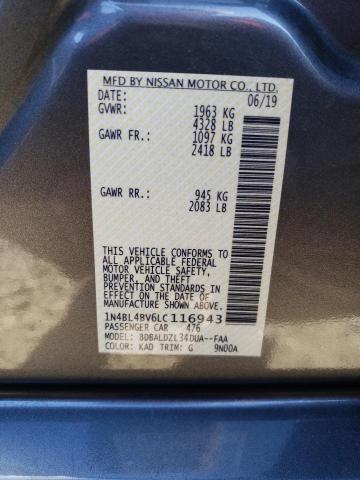 MFD BY NISSAN MOTOR CO., LTD.
DATE: 06/19
GVWR: 1963 KG
4328 LB
GAWR FR.: 1097 KG
2418 LB
GAWR RR.: 945 KG
2083 LB
THIS VEHICLE CONFORMS TO
ALL APPLICABLE FEDERAL
MOTOR VEHICLE SAFETY,
BUMPER, AND THEFT
PREVENTION STANDARDS
IN EFFECT ON THE DATE OF
MANUFACTURE SHOWN ABOVE.
1N4BL4BV6LC116943
PASSENGER CAR 476
MODEL: BDBALDZL34DUA--FAA
COLOR: KAD TRIM: G 9N00A